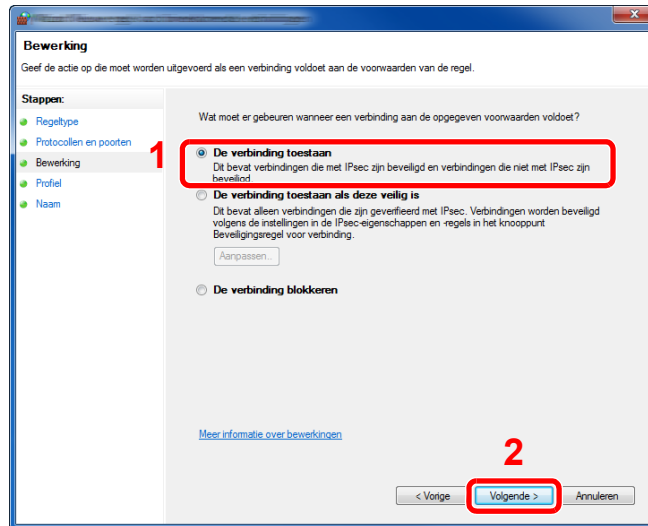 Bewerking
Geef de actie op die moet worden uitgevoerd als een verbinding voldoet aan de voorwaarden van de regel.
Stappen:
Regeltype
Protocollen en poorten
Bewerking
Profiel
Naam
Wat moet er gebeuren wanneer een verbinding aan de opgegeven voorwaarden voldoet?
1
De verbinding toestaan
Dit bevat verbindingen die met IPsec zijn beveiligd en verbindingen die niet met IPsec zijn
beveiligd.
De verbinding toestaan als deze veilig is
Dit bevat alleen verbindingen die zijn geverifieerd met IPsec. Verbindingen worden beveiligd
volgens de instellingen in de IPsec-eigenschappen en -regels in het knooppunt
Beveiligingsregel voor verbinding.
Aanpassen..
De verbinding blokkeren
Meer informatie over bewerkingen
2
< Vorige
Volgende >
Annuleren